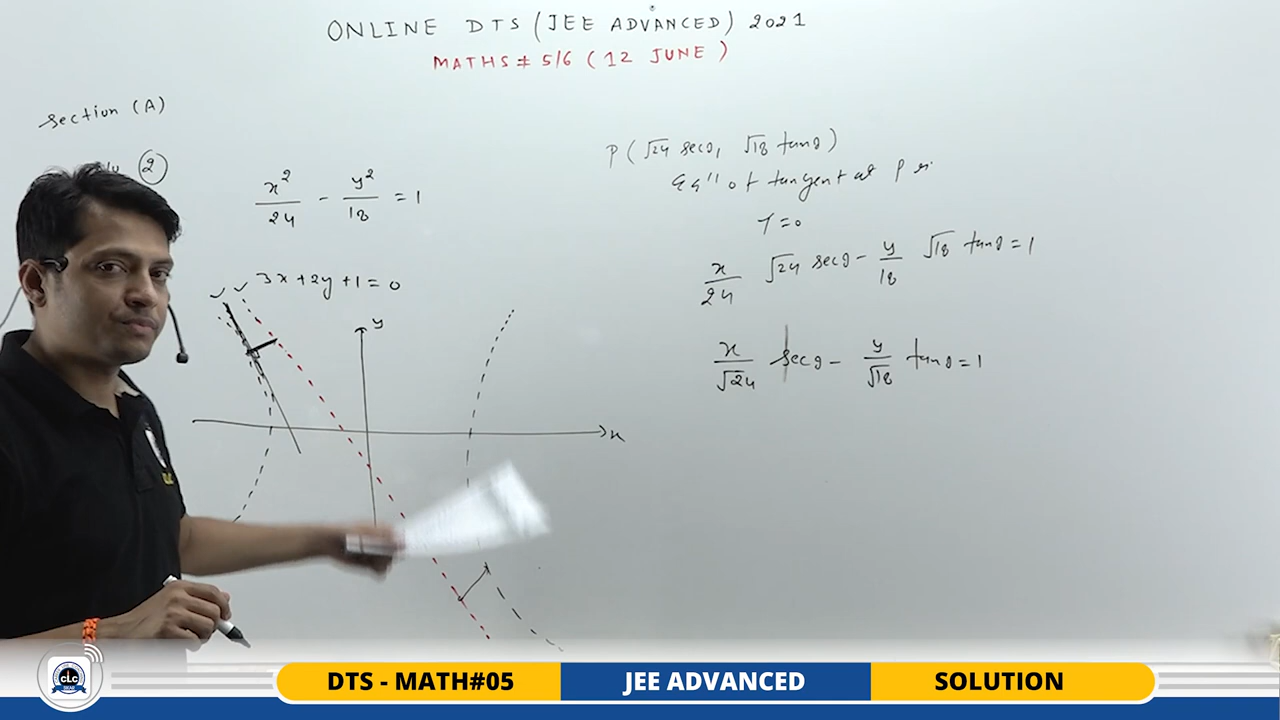 ONLINE DTS (JEE ADVANCED) 2021
MATHS # 5/6 (12 JUNE)
Section (A)
2
x²/24 - y²/18 = 1
3x + 2y + 1 = 0
y
x
P (√24 secθ, √18 tanθ)
Eqⁿ of tangent at P is
T = 0
x/24 √24 secθ - y/18 √18 tanθ = 1
x/√24 secθ - y/√18 tanθ = 1
CLC
DTS - MATH#05
JEE ADVANCED
SOLUTION